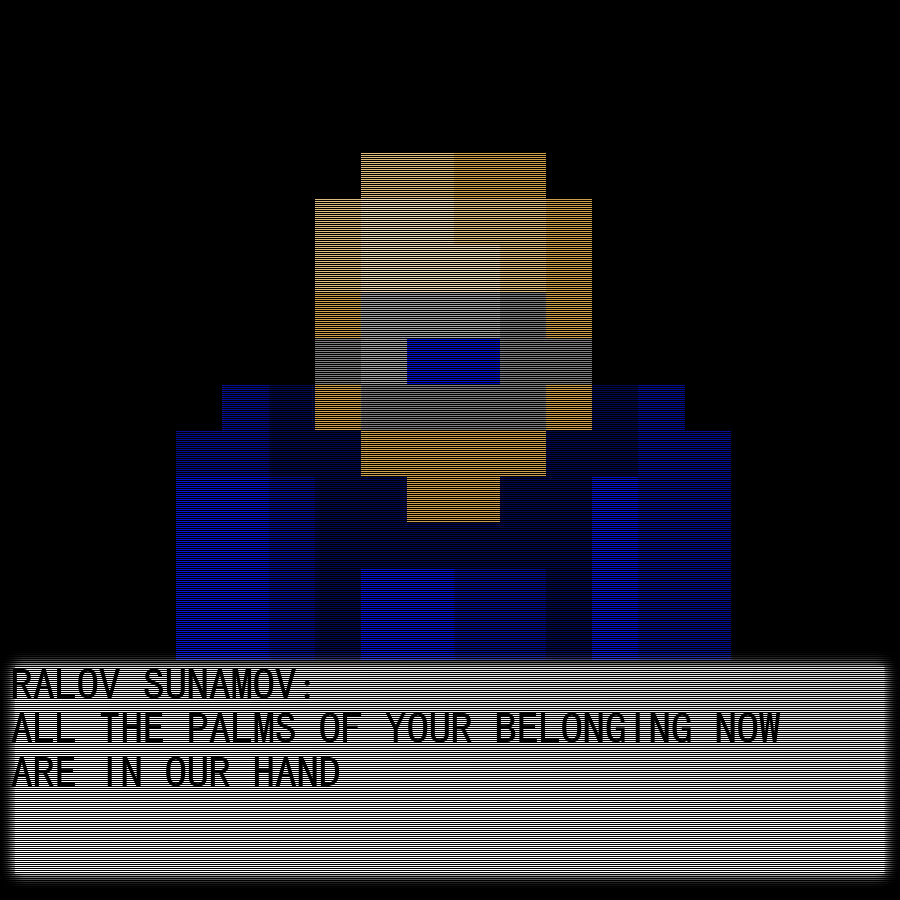 RALOV SUNAMOV:
ALL THE PALMS OF YOUR BELONGING NOW
ARE IN OUR HAND